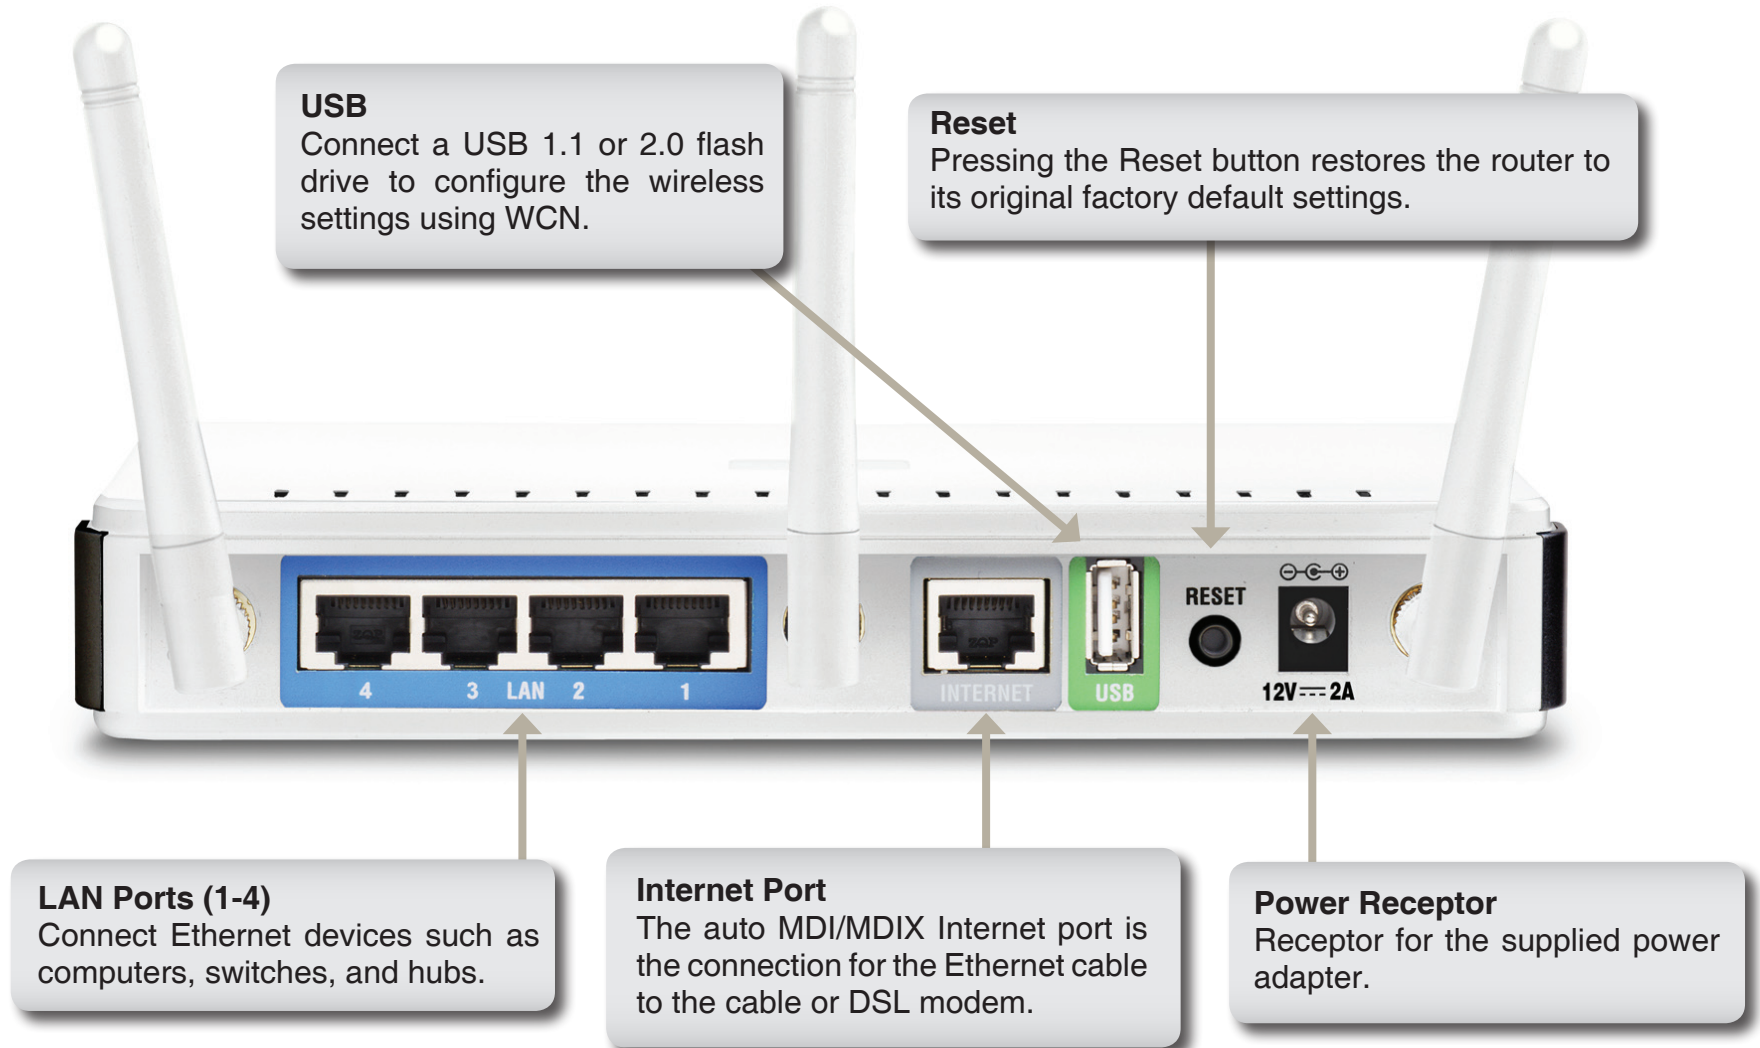 USB
Connect a USB 1.1 or 2.0 flash
drive to configure the wireless
settings using WCN.
Reset
Pressing the Reset button restores the router to
its original factory default settings.
RESET
4 3 LAN 2 1
INTERNET
USB
12V 2A
ZQP
ZQP
LAN Ports (1-4)
Connect Ethernet devices such as
computers, switches, and hubs.
Internet Port
The auto MDI/MDIX Internet port is
the connection for the Ethernet cable
to the cable or DSL modem.
Power Receptor
Receptor for the supplied power
adapter.